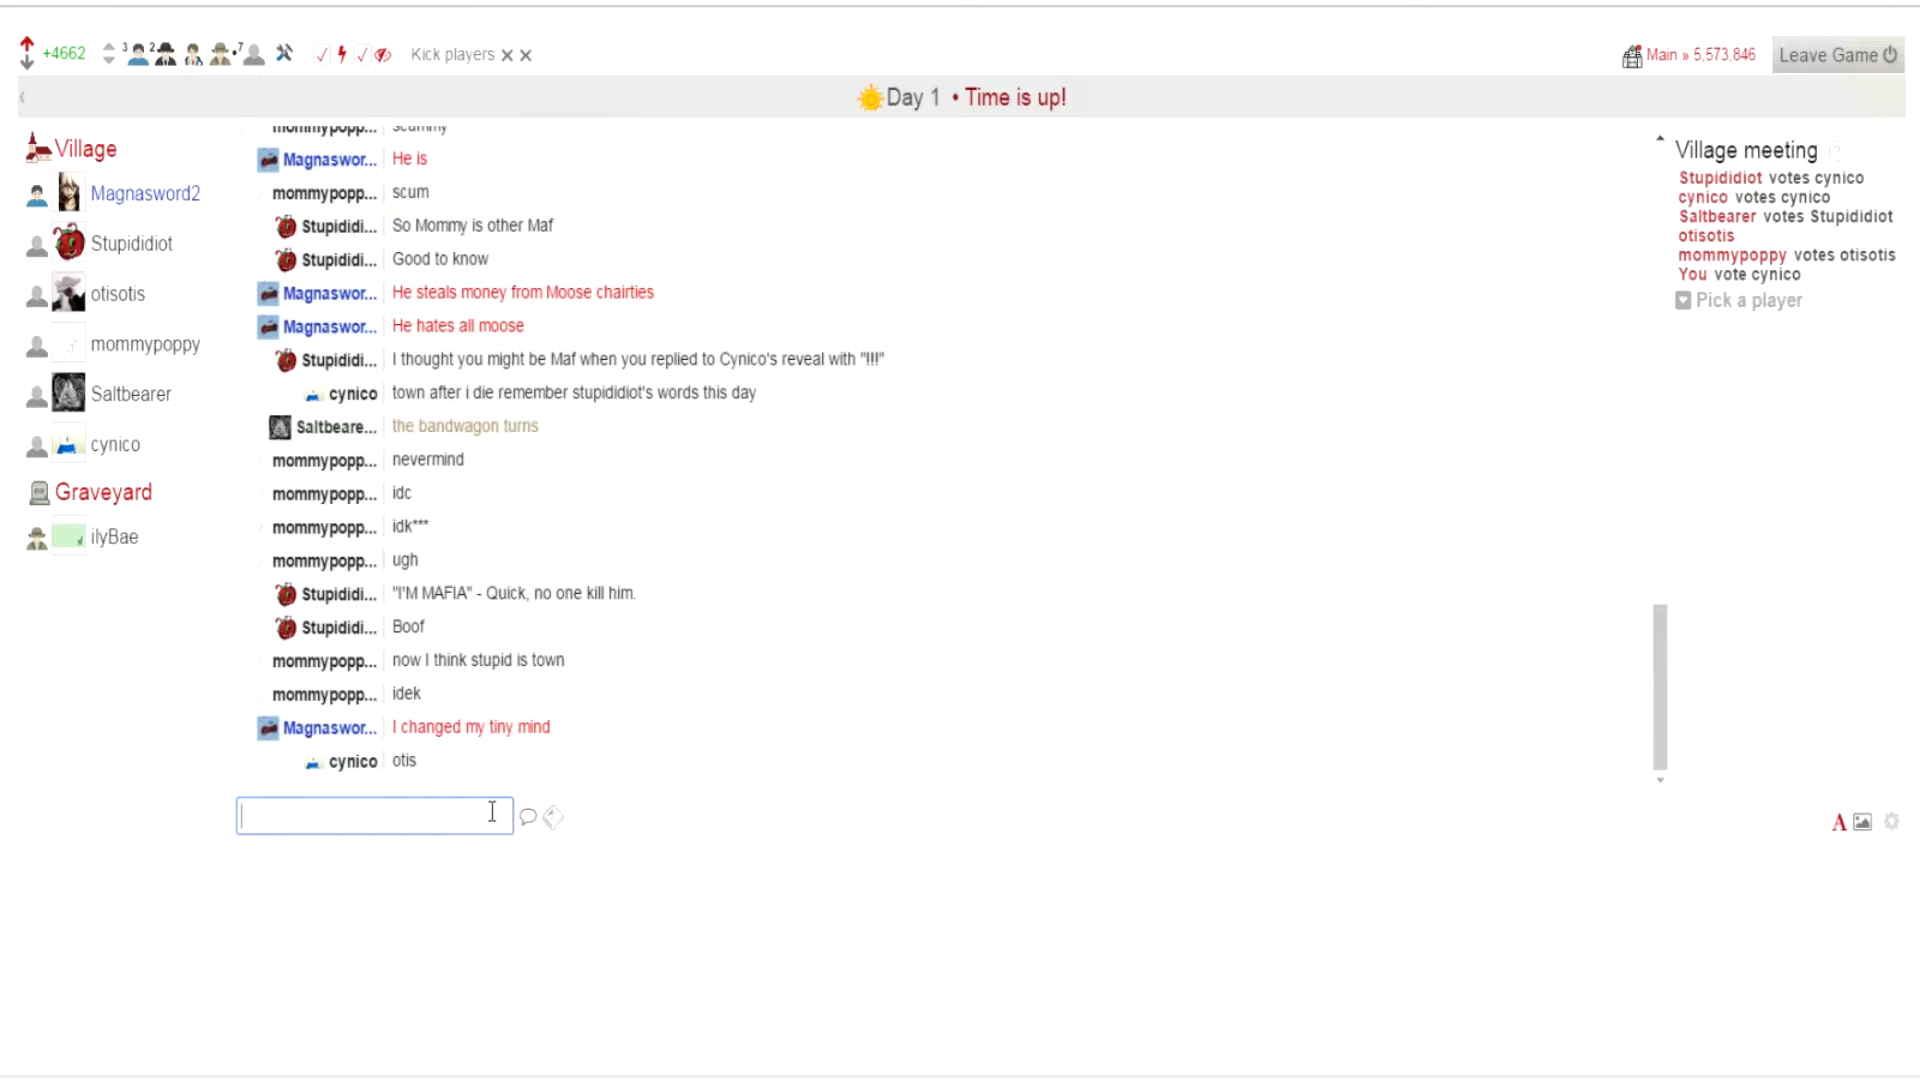 +4662
3 2 7
Kick players
Main » 5,573,846
Leave Game
Day 1 • Time is up!
Village
Magnasword2
Stupididiot
otisotis
mommypoppy
Saltbearer
cynico
Graveyard
ilyBae
mommypopp... scummy
Magnaswor... He is
mommypopp... scum
Stupididi... So Mommy is other Maf
Stupididi... Good to know
Magnaswor... He steals money from Moose chairties
Magnaswor... He hates all moose
Stupididi... I thought you might be Maf when you replied to Cynico's reveal with "!!!"
cynico town after i die remember stupididiot's words this day
Saltbeare... the bandwagon turns
mommypopp... nevermind
mommypopp... idc
mommypopp... idk***
mommypopp... ugh
Stupididi... "I'M MAFIA" - Quick, no one kill him.
Stupididi... Boof
mommypopp... now I think stupid is town
mommypopp... idek
Magnaswor... I changed my tiny mind
cynico otis
Village meeting
Stupididiot votes cynico
cynico votes cynico
Saltbearer votes Stupididiot
otisotis
mommypoppy votes otisotis
You vote cynico
Pick a player
A